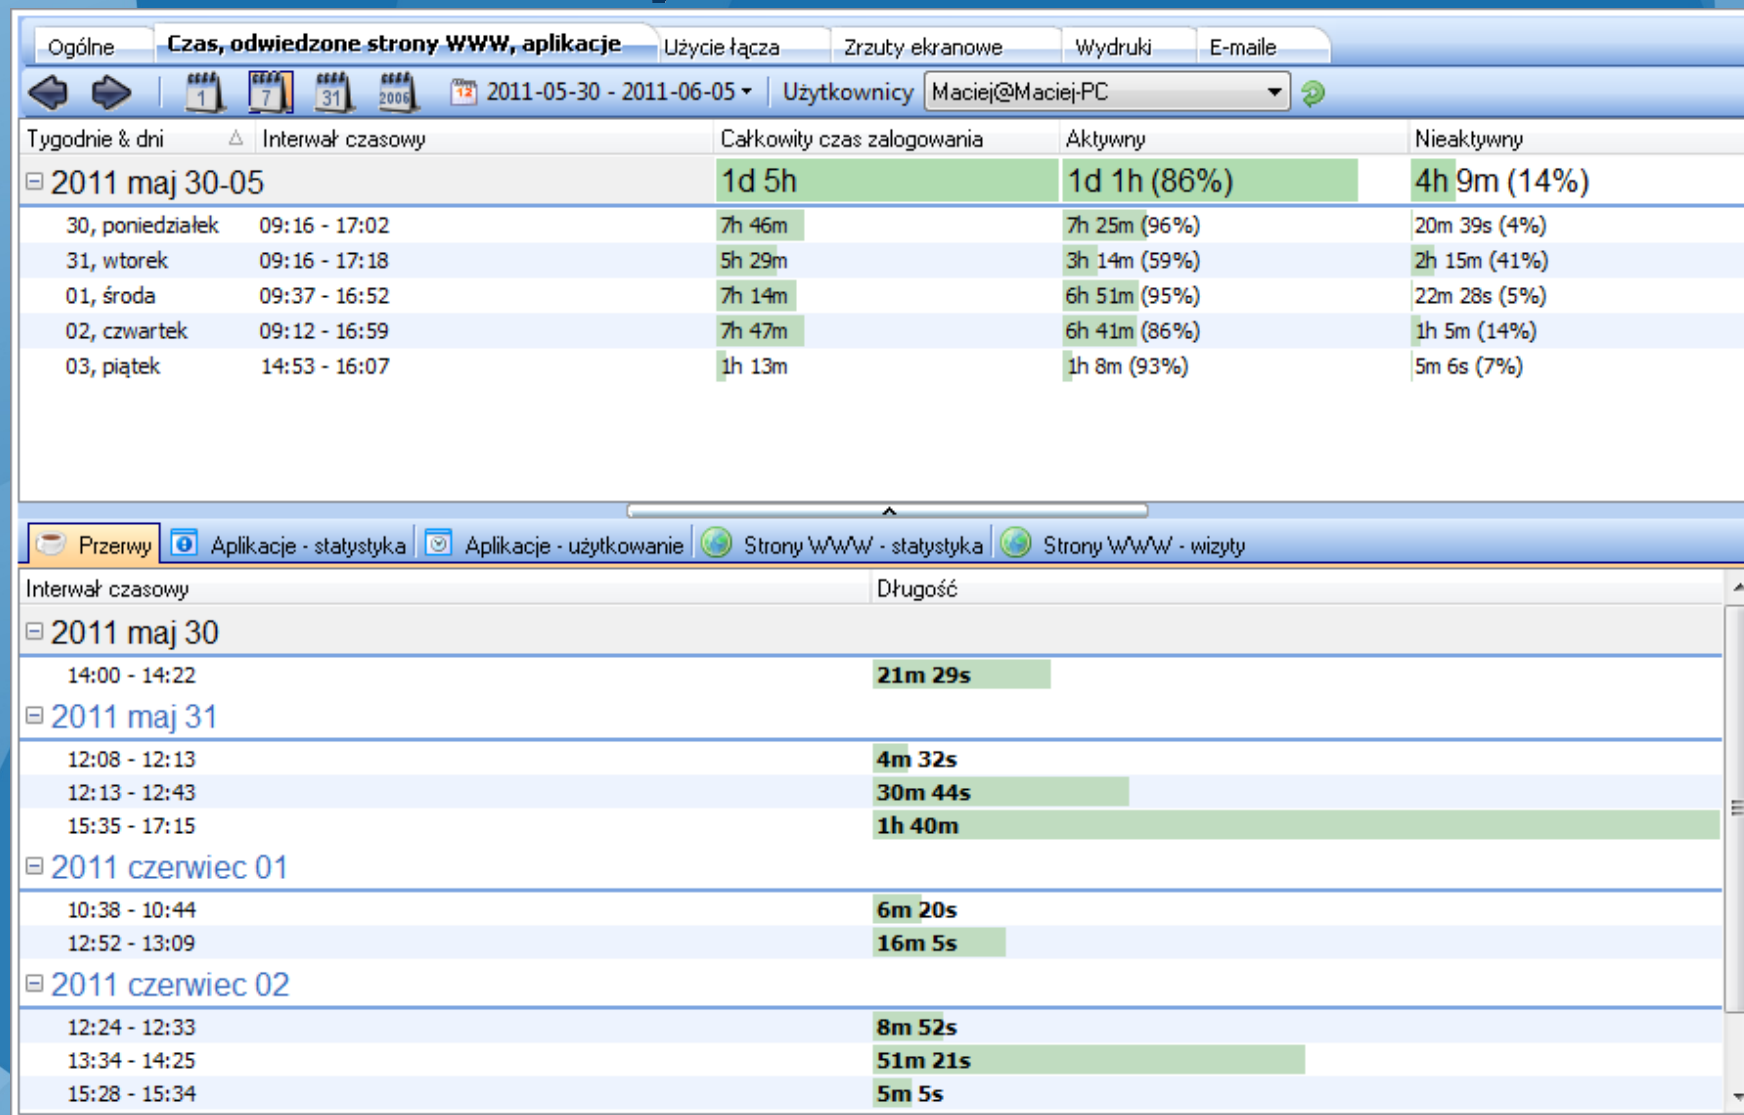 Ogólne Czas, odwiedzone strony WWW, aplikacje Użycie łącza Zrzuty ekranowe Wydruki E-maile
1 7 31 2006 12 2011-05-30 - 2011-06-05 Użytkownicy Maciej@Maciej-PC
Tygodnie & dni Interwał czasowy Całkowity czas zalogowania Aktywny Nieaktywny
2011 maj 30-05 1d 5h 1d 1h (86%) 4h 9m (14%)
30, poniedziałek 09:16 - 17:02 7h 46m 7h 25m (96%) 20m 39s (4%)
31, wtorek 09:16 - 17:18 5h 29m 3h 14m (59%) 2h 15m (41%)
01, środa 09:37 - 16:52 7h 14m 6h 51m (95%) 22m 28s (5%)
02, czwartek 09:12 - 16:59 7h 47m 6h 41m (86%) 1h 5m (14%)
03, piątek 14:53 - 16:07 1h 13m 1h 8m (93%) 5m 6s (7%)
Przerwy Aplikacje - statystyka Aplikacje - użytkowanie Strony WWW - statystyka Strony WWW - wizyty
Interwał czasowy Długość
2011 maj 30
14:00 - 14:22 21m 29s
2011 maj 31
12:08 - 12:13 4m 32s
12:13 - 12:43 30m 44s
15:35 - 17:15 1h 40m
2011 czerwiec 01
10:38 - 10:44 6m 20s
12:52 - 13:09 16m 5s
2011 czerwiec 02
12:24 - 12:33 8m 52s
13:34 - 14:25 51m 21s
15:28 - 15:34 5m 5s